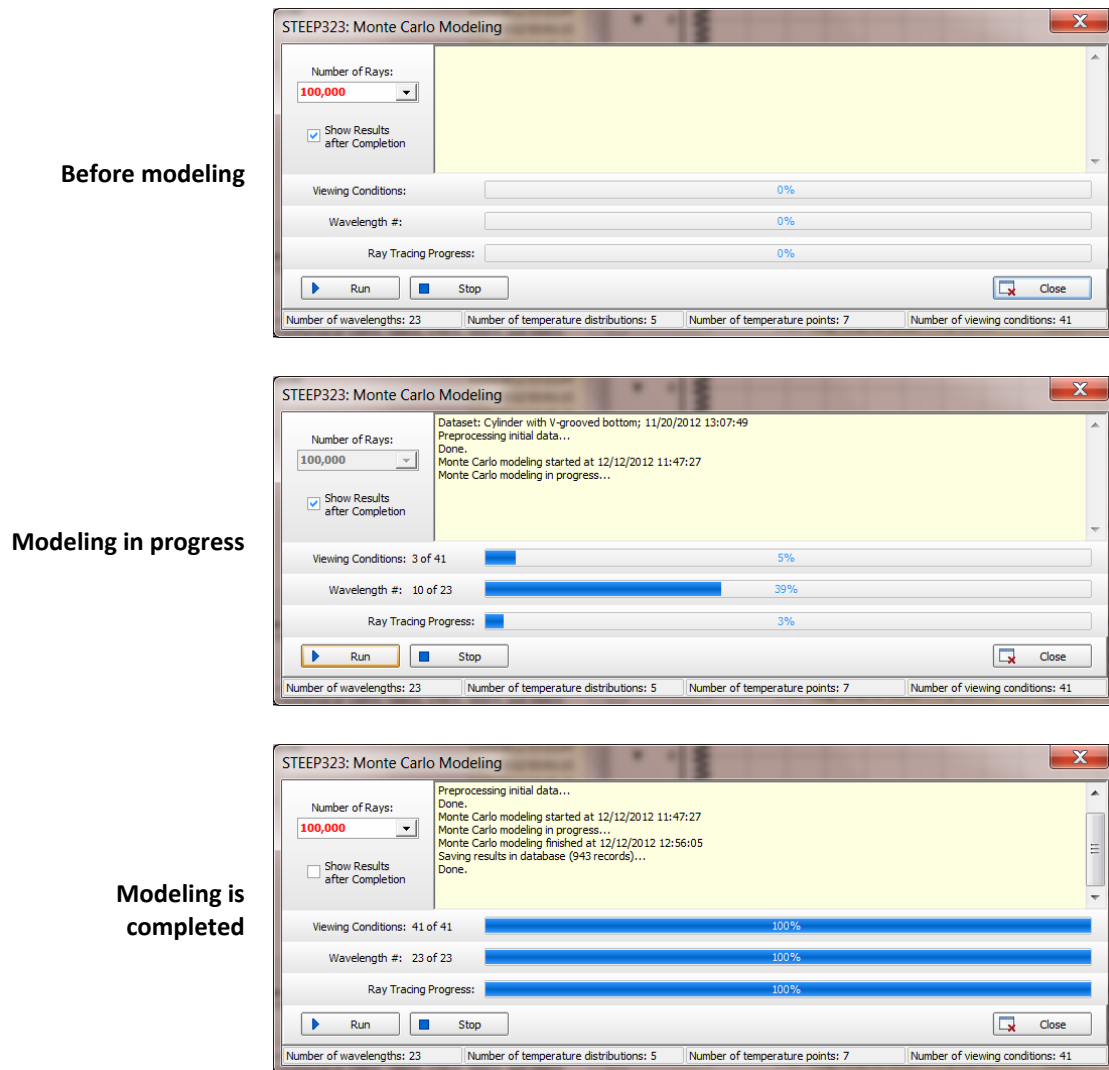 STEEP323: Monte Carlo Modeling
Number of Rays:
100,000
Show Results
after Completion
Before modeling
Viewing Conditions:
0%
Wavelength #:
0%
Ray Tracing Progress:
0%
Run
Stop
Close
Number of wavelengths: 23
Number of temperature distributions: 5
Number of temperature points: 7
Number of viewing conditions: 41
STEEP323: Monte Carlo Modeling
Number of Rays:
100,000
Show Results
after Completion
Dataset: Cylinder with V-grooved bottom; 11/20/2012 13:07:49
Preprocessing initial data...
Done.
Monte Carlo modeling started at 12/12/2012 11:47:27
Monte Carlo modeling in progress...
Modeling in progress
Viewing Conditions: 3 of 41
5%
Wavelength #: 10 of 23
39%
Ray Tracing Progress:
3%
Run
Stop
Close
Number of wavelengths: 23
Number of temperature distributions: 5
Number of temperature points: 7
Number of viewing conditions: 41
STEEP323: Monte Carlo Modeling
Number of Rays:
100,000
Show Results
after Completion
Preprocessing initial data...
Done.
Monte Carlo modeling started at 12/12/2012 11:47:27
Monte Carlo modeling in progress...
Monte Carlo modeling finished at 12/12/2012 12:56:05
Saving results in database (943 records)...
Done.
Modeling is
completed
Viewing Conditions: 41 of 41
100%
Wavelength #: 23 of 23
100%
Ray Tracing Progress:
100%
Run
Stop
Close
Number of wavelengths: 23
Number of temperature distributions: 5
Number of temperature points: 7
Number of viewing conditions: 41